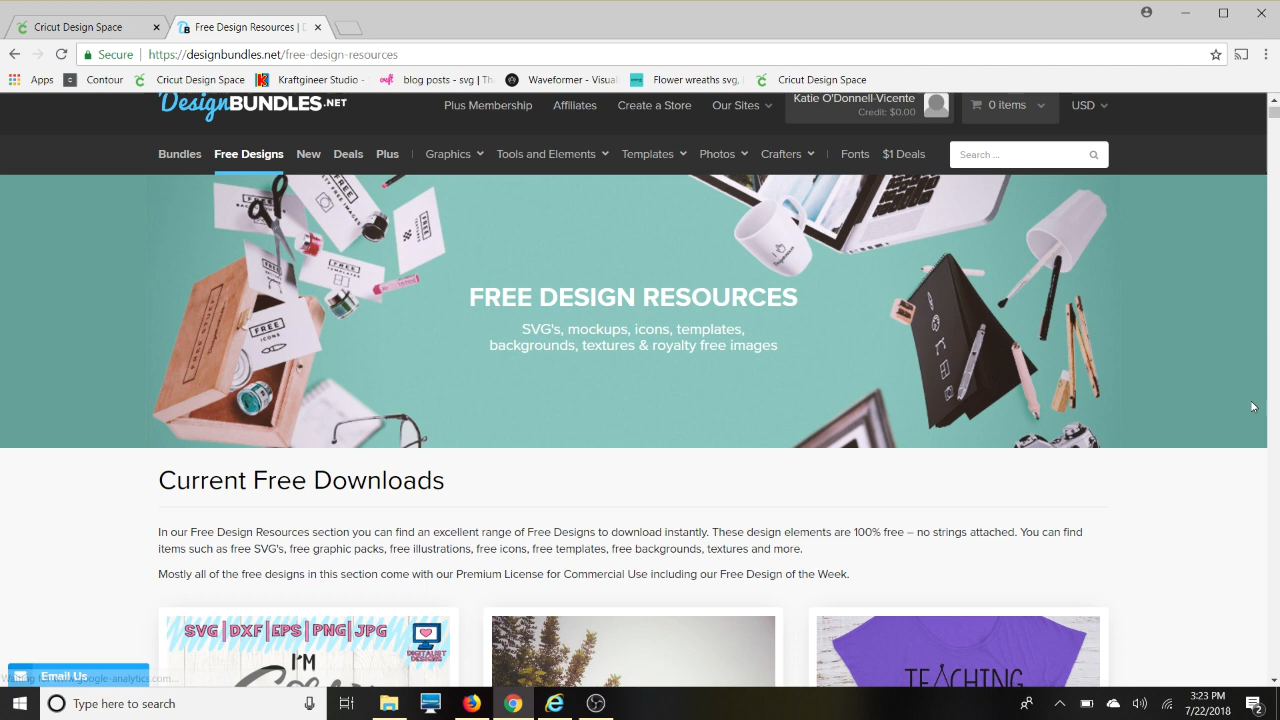 Cricut Design Space
Free Design Resources | D
Secure
https://designbundles.net/free-design-resources
Apps
Contour
Cricut Design Space
Kraftgineer Studio -
blog posts - svg | Th
Waveformer - Visual
Flower wreaths svg,
Cricut Design Space
DesignBUNDLES.NET
Plus Membership
Affiliates
Create a Store
Our Sites
Katie O'Donnell-Vicente
Credit: $0.00
0 items
USD
Bundles
Free Designs
New
Deals
Plus
Graphics
Tools and Elements
Templates
Photos
Crafters
Fonts
$1 Deals
Search ...
FREE DESIGN RESOURCES
SVG's, mockups, icons, templates,
backgrounds, textures & royalty free images
FREE
ICONS
Current Free Downloads
In our Free Design Resources section you can find an excellent range of Free Designs to download instantly. These design elements are 100% free – no strings attached. You can find
items such as free SVG's, free graphic packs, free illustrations, free icons, free templates, free backgrounds, textures and more.
Mostly all of the free designs in this section come with our Premium License for Commercial Use including our Free Design of the Week.
SVG|DXF|EPS|PNG|JPG
DIGITALIST
DESIGNS
I'M
TEACHING
Email Us
Type here to search
3:23 PM
7/22/2018
2